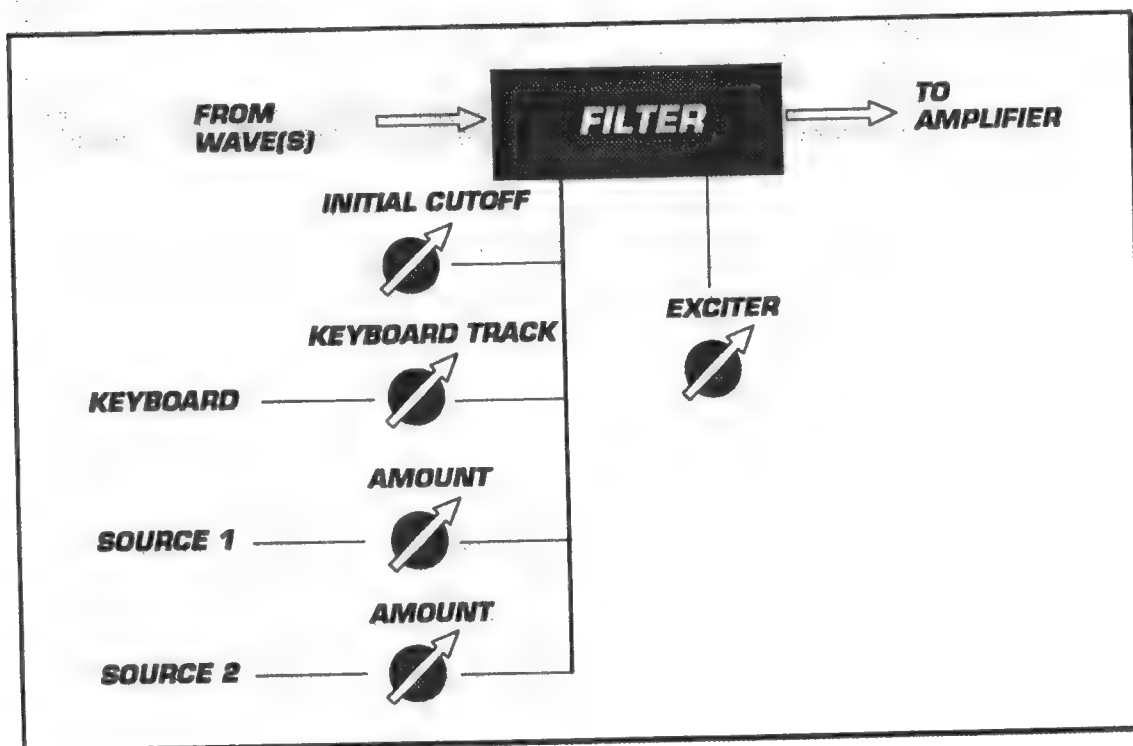 FROM
WAVE(S)
FILTER
TO
AMPLIFIER
INITIAL CUTOFF
KEYBOARD TRACK
EXCITER
KEYBOARD
AMOUNT
SOURCE 1
AMOUNT
SOURCE 2